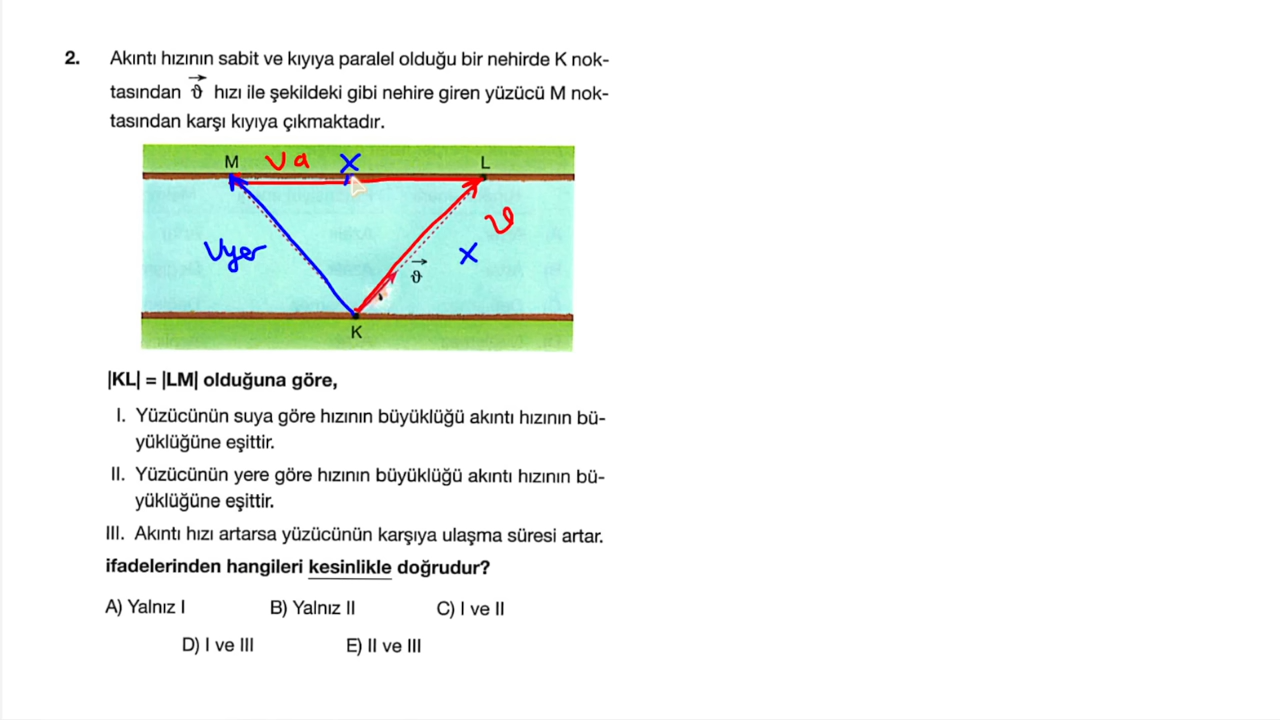 2. Akıntı hızının sabit ve kıyıya paralel olduğu bir nehirde K nok-
tasından ϑ⃗ hızı ile şekildeki gibi nehire giren yüzücü M nok-
tasından karşı kıyıya çıkmaktadır.
M Va X L
ϑ
Vyer X
ϑ⃗
K
|KL| = |LM| olduğuna göre,
I. Yüzücünün suya göre hızının büyüklüğü akıntı hızının bü-
yüklüğüne eşittir.
II. Yüzücünün yere göre hızının büyüklüğü akıntı hızının bü-
yüklüğüne eşittir.
III. Akıntı hızı artarsa yüzücünün karşıya ulaşma süresi artar.
ifadelerinden hangileri kesinlikle doğrudur?
A) Yalnız I B) Yalnız II C) I ve II
D) I ve III E) II ve III